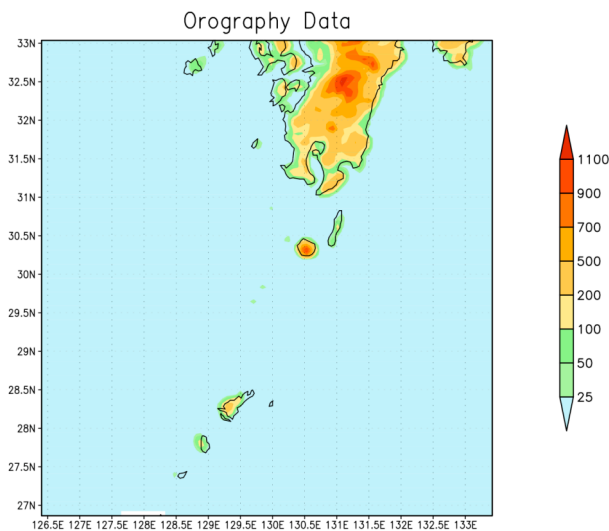 Orography Data
33N
32.5N
32N
31.5N
31N
30.5N
30N
29.5N
29N
28.5N
28N
27.5N
27N
126.5E 127E 127.5E 128E 128.5E 129E 129.5E 130E 130.5E 131E 131.5E 132E 132.5E 133E
1100
900
700
500
200
100
50
25